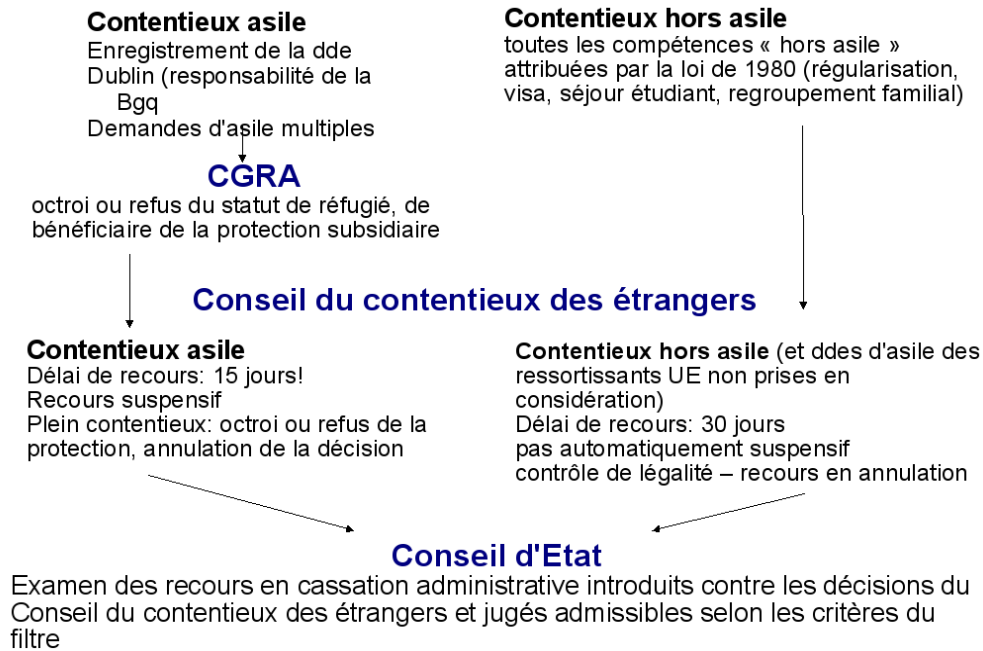 Contentieux asile
Enregistrement de la dde
Dublin (responsabilité de la
Bgq
Demandes d'asile multiples
Contentieux hors asile
toutes les compétences « hors asile »
attribuées par la loi de 1980 (régularisation,
visa, séjour étudiant, regroupement familial)
CGRA
octroi ou refus du statut de réfugié, de
bénéficiaire de la protection subsidiaire
Conseil du contentieux des étrangers
Contentieux asile
Délai de recours: 15 jours!
Recours suspensif
Plein contentieux: octroi ou refus de la
protection, annulation de la décision
Contentieux hors asile (et ddes d'asile des
ressortissants UE non prises en
considération)
Délai de recours: 30 jours
pas automatiquement suspensif
contrôle de légalité – recours en annulation
Conseil d'Etat
Examen des recours en cassation administrative introduits contre les décisions du
Conseil du contentieux des étrangers et jugés admissibles selon les critères du
filtre